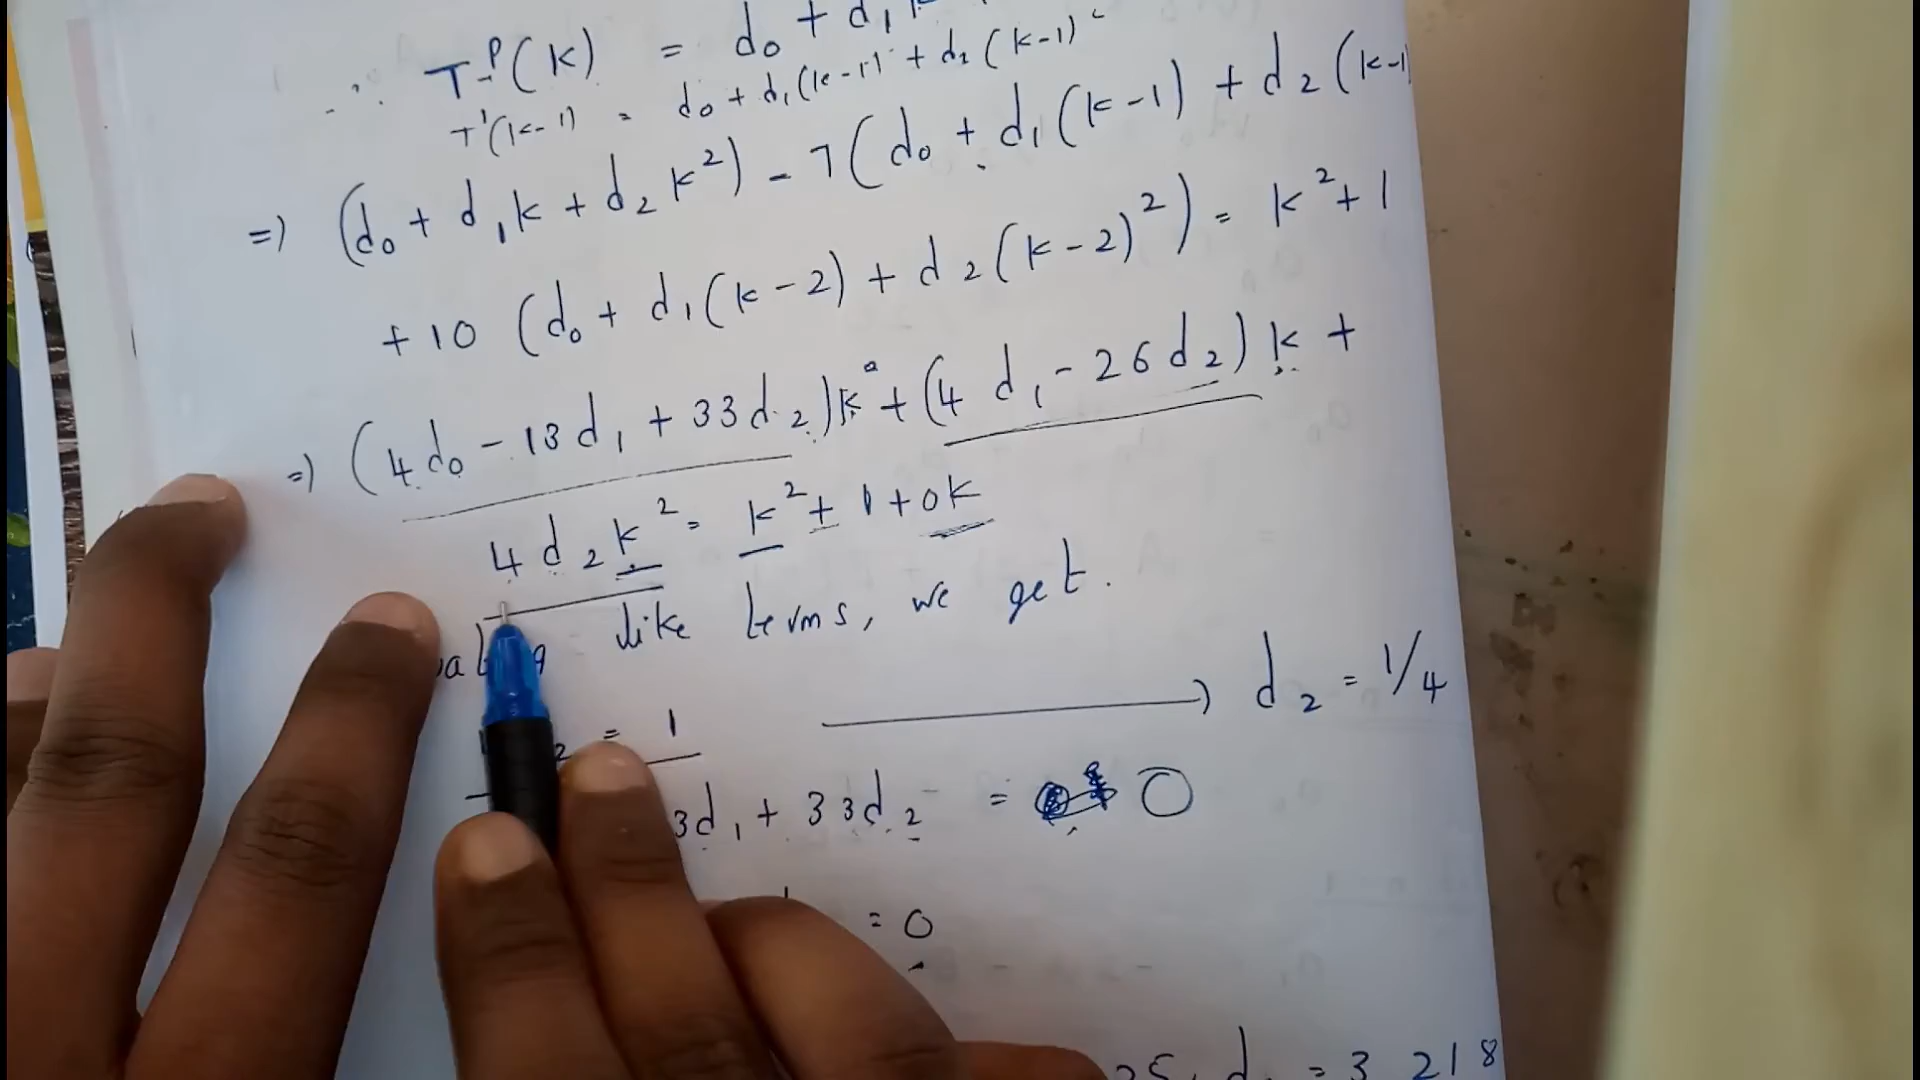 ∴ T^P(k) = d₀ + d₁k
T'(k-1) = d₀ + d₁(k-1) + d₂(k-1)²
=) (d₀ + d₁k + d₂k²) - 7(d₀ + d₁(k-1) + d₂(k-1)
+10 (d₀ + d₁(k-2) + d₂(k-2)²) = k²+1
=) (4d₀ - 13d₁ + 33d₂)k⁰ + (4d₁ - 26d₂)k +
4d₂k² = k² + 1 + 0k
like terms, we get.
₂ = 1 ⟶ d₂ = 1/4
3d₁ + 33d₂ = 0
= 0
= 3 218